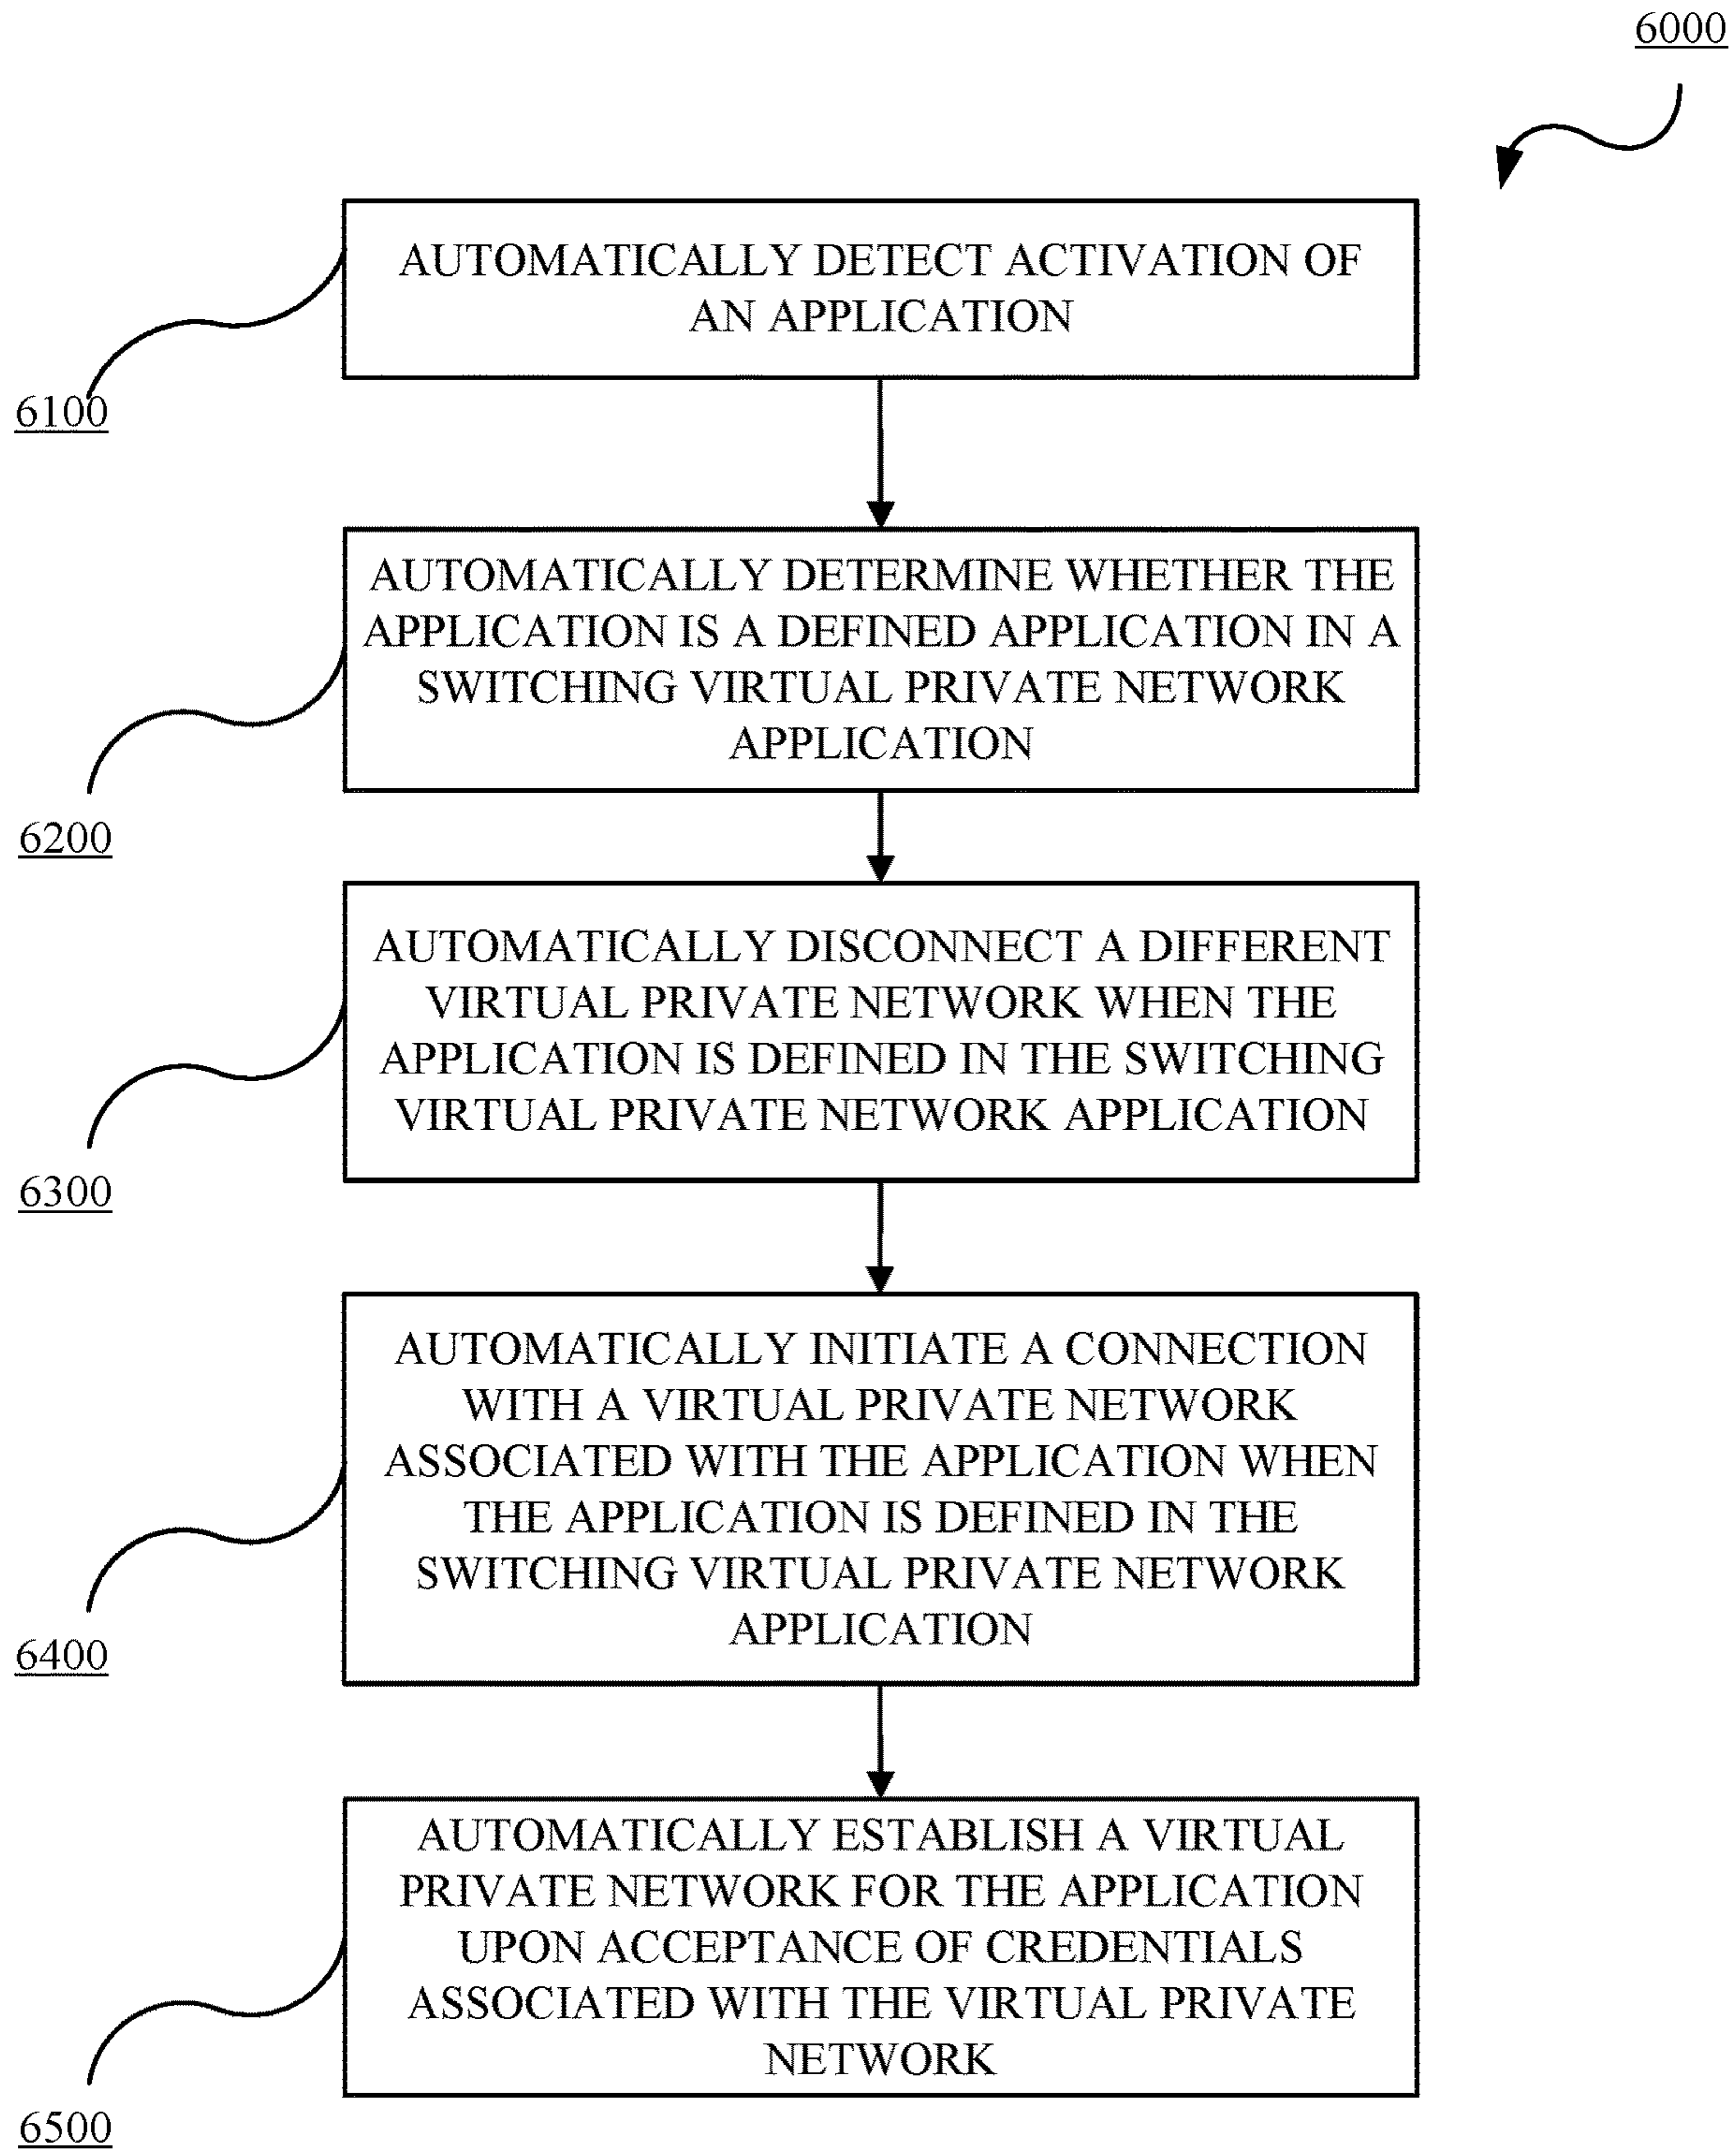 6000
AUTOMATICALLY DETECT ACTIVATION OF
AN APPLICATION
6100
AUTOMATICALLY DETERMINE WHETHER THE
APPLICATION IS A DEFINED APPLICATION IN A
SWITCHING VIRTUAL PRIVATE NETWORK
APPLICATION
6200
AUTOMATICALLY DISCONNECT A DIFFERENT
VIRTUAL PRIVATE NETWORK WHEN THE
APPLICATION IS DEFINED IN THE SWITCHING
VIRTUAL PRIVATE NETWORK APPLICATION
6300
AUTOMATICALLY INITIATE A CONNECTION
WITH A VIRTUAL PRIVATE NETWORK
ASSOCIATED WITH THE APPLICATION WHEN
THE APPLICATION IS DEFINED IN THE
SWITCHING VIRTUAL PRIVATE NETWORK
APPLICATION
6400
AUTOMATICALLY ESTABLISH A VIRTUAL
PRIVATE NETWORK FOR THE APPLICATION
UPON ACCEPTANCE OF CREDENTIALS
ASSOCIATED WITH THE VIRTUAL PRIVATE
NETWORK
6500